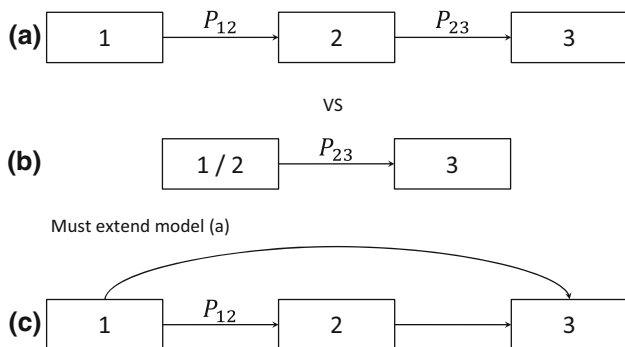 (a) 1 P12 2 P23 3
VS
(b) 1 / 2 P23 3
Must extend model (a)
(c) 1 P12 2 3